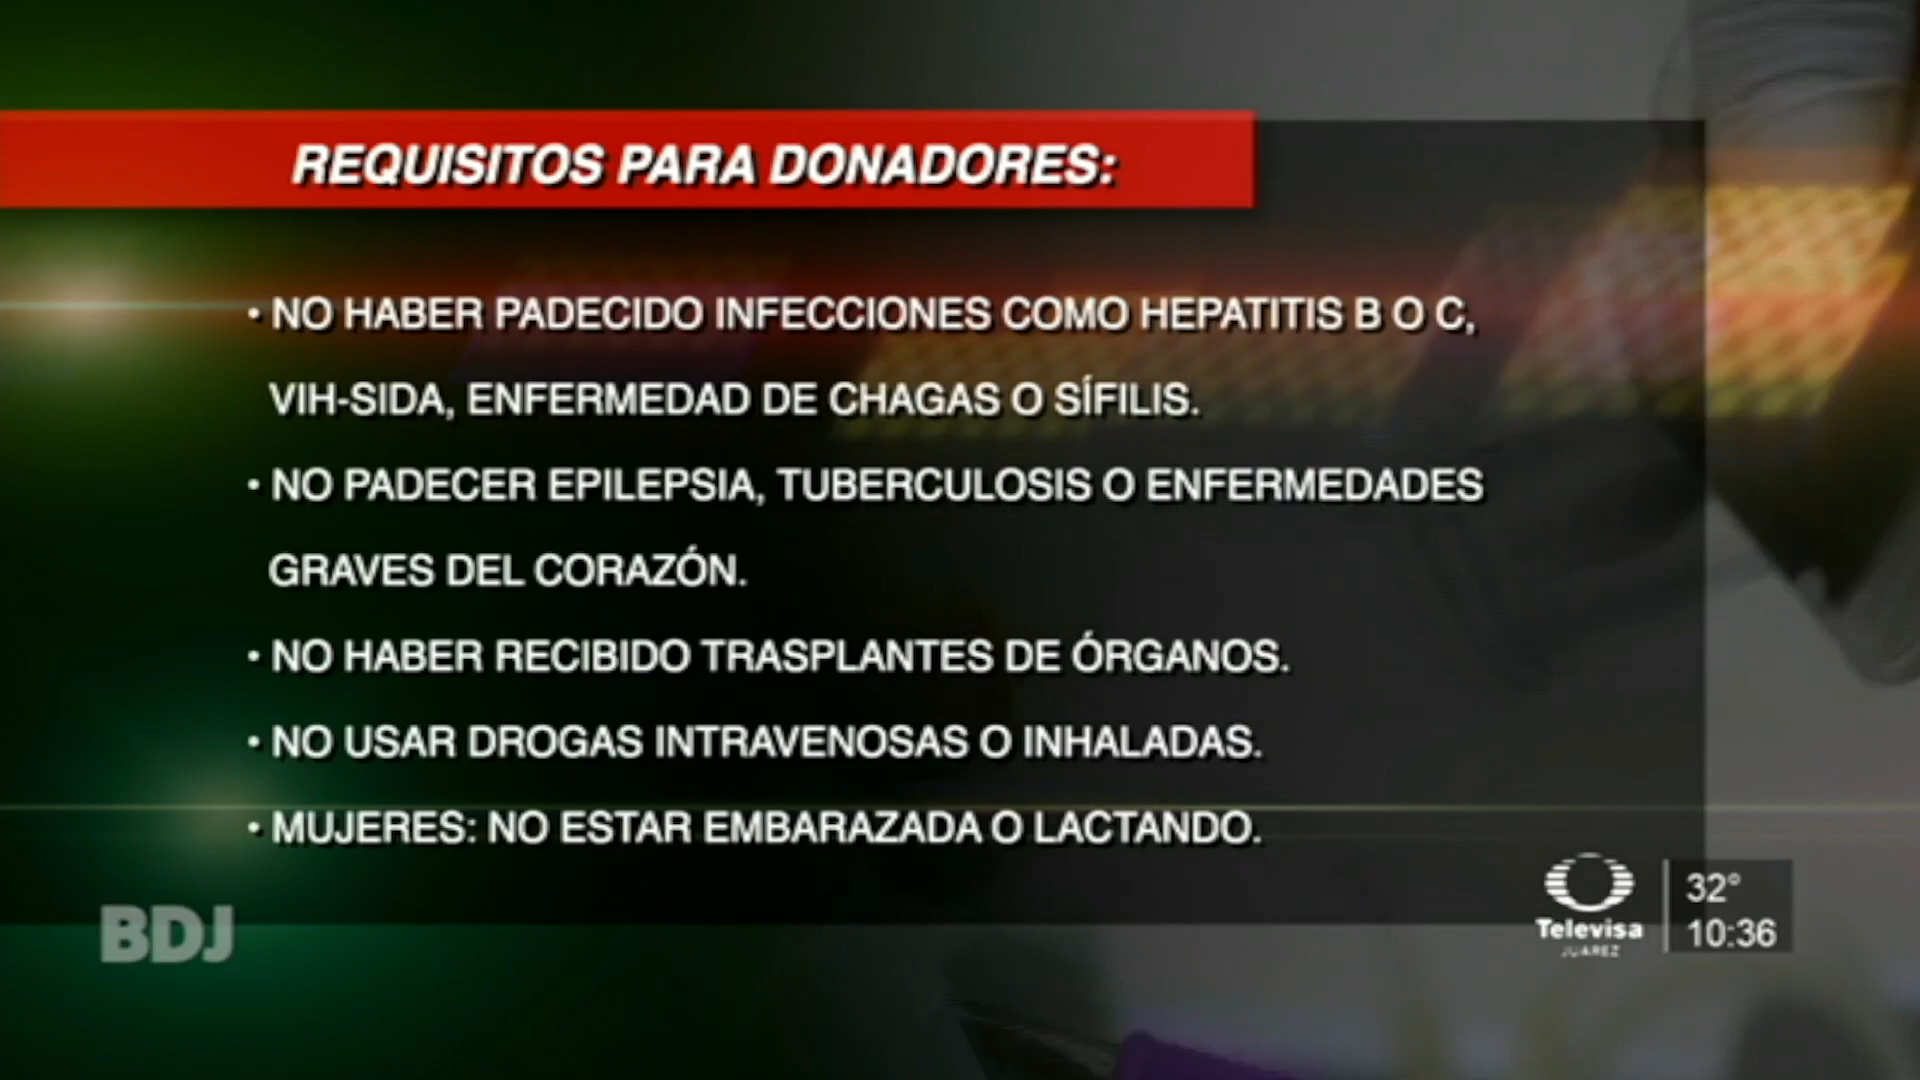 REQUISITOS PARA DONADORES:
• NO HABER PADECIDO INFECCIONES COMO HEPATITIS B O C,
VIH-SIDA, ENFERMEDAD DE CHAGAS O SÍFILIS.
• NO PADECER EPILEPSIA, TUBERCULOSIS O ENFERMEDADES
GRAVES DEL CORAZÓN.
• NO HABER RECIBIDO TRASPLANTES DE ÓRGANOS.
• NO USAR DROGAS INTRAVENOSAS O INHALADAS.
• MUJERES: NO ESTAR EMBARAZADA O LACTANDO.
BDJ
Televisa
JUAREZ
32°
10:36